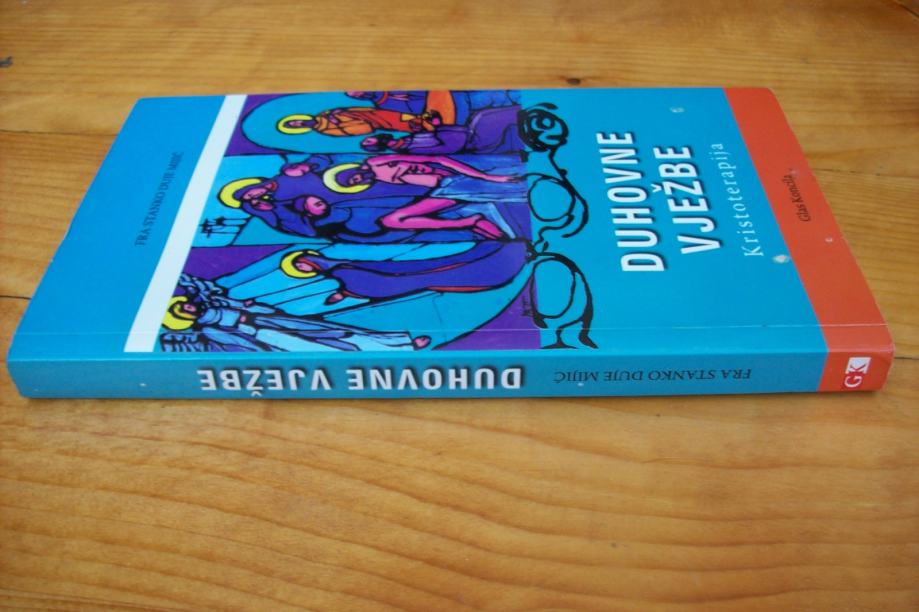 FRA STANKO DUJE MIJIĆ
DUHOVNE
VJEŽBE
Kristoterapija
Glas Koncila
DUHOVNE VJEŽBE
FRA STANKO DUJE MIJIĆ
GK